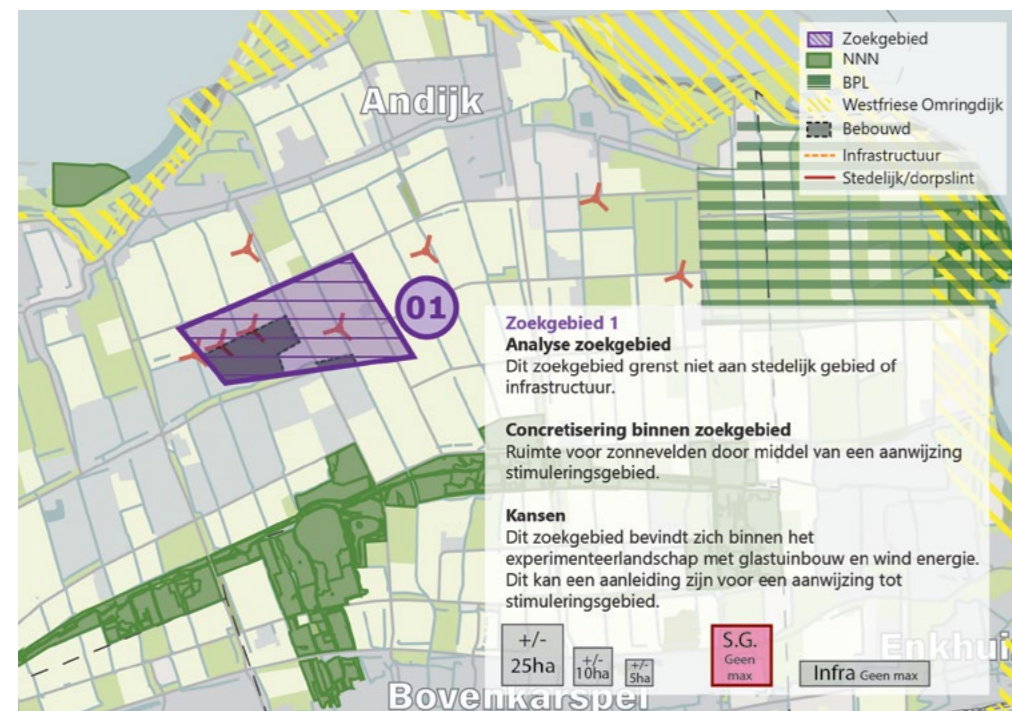 Andijk
Zoekgebied
NNN
BPL
Westfriese Omringdijk
Bebouwd
Infrastructuur
Stedelijk/dorpslint
01
Zoekgebied 1
Analyse zoekgebied
Dit zoekgebied grenst niet aan stedelijk gebied of
infrastructuur.
Concretisering binnen zoekgebied
Ruimte voor zonnevelden door middel van een aanwijzing
stimuleringsgebied.
Kansen
Dit zoekgebied bevindt zich binnen het
experimenteerlandschap met glastuinbouw en wind energie.
Dit kan een aanleiding zijn voor een aanwijzing tot
stimuleringsgebied.
+/-
25ha
+/-
10ha
+/-
5ha
S.G.
Geen
max
Infra Geen max
Enkhui
Bovenkarspel